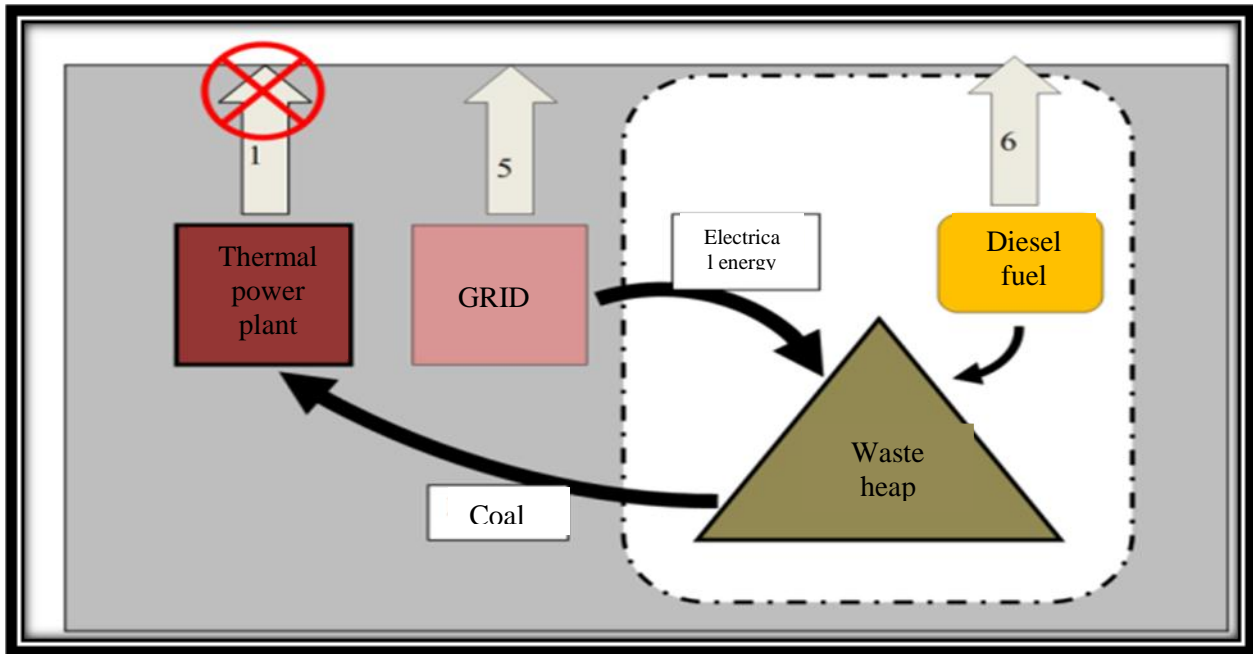 1
5
6
Thermal
power
plant
GRID
Electrica
l energy
Diesel
fuel
Waste
heap
Coal